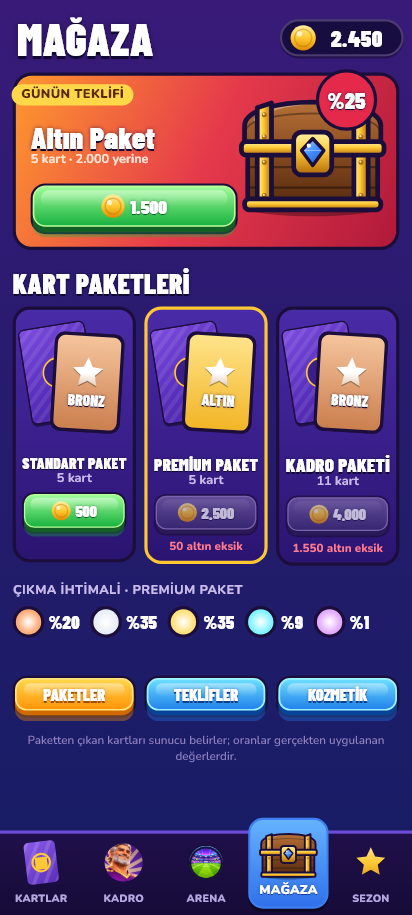 MAĞAZA
2.450
GÜNÜN TEKLİFİ
%25
Altın Paket
5 kart · 2.000 yerine
1.500
KART PAKETLERİ
BRONZ
ALTIN
BRONZ
STANDART PAKET
PREMİUM PAKET
KADRO PAKETİ
5 kart
5 kart
11 kart
500
2,500
4,000
50 altın eksik
1.550 altın eksik
ÇIKMA İHTİMALİ · PREMIUM PAKET
%20
%35
%35
%9
%1
PAKETLER
TEKLİFLER
KOZMETİK
Paketten çıkan kartları sunucu belirler; oranlar gerçekten uygulanan
değerlerdir.
KARTLAR
KADRO
ARENA
MAĞAZA
SEZON